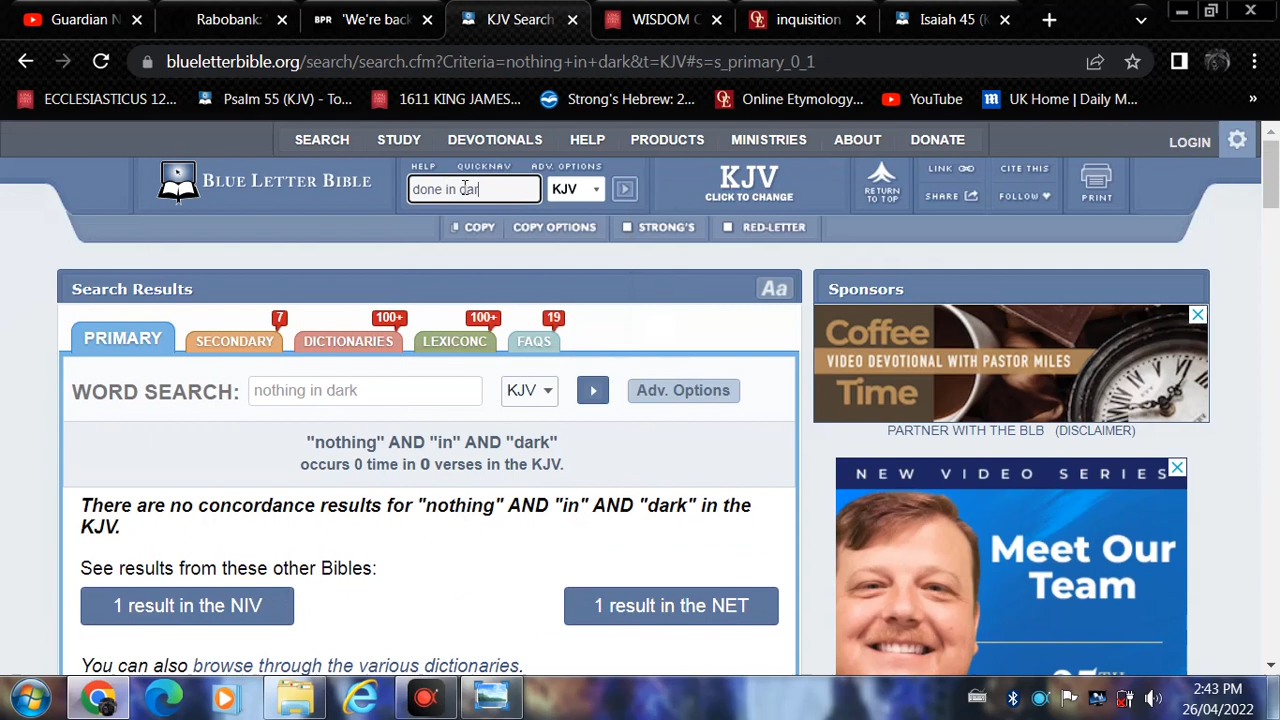 Guardian N
Rabobank:
BPR 'We're back
KJV Search
WISDOM O
OE inquisition
Isaiah 45 (K
blueletterbible.org/search/search.cfm?Criteria=nothing+in+dark&t=KJV#s=s_primary_0_1
ECCLESIASTICUS 12...
Psalm 55 (KJV) - To...
1611 KING JAMES...
Strong's Hebrew: 2...
OE Online Etymology...
YouTube
m UK Home | Daily M...
»
SEARCH STUDY DEVOTIONALS HELP PRODUCTS MINISTRIES ABOUT DONATE
LOGIN
BLUE LETTER BIBLE
HELP QUICKNAV ADV. OPTIONS
done in dar
KJV
KJV
CLICK TO CHANGE
RETURN
TO TOP
LINK
CITE THIS
SHARE
FOLLOW
PRINT
COPY COPY OPTIONS STRONG'S RED-LETTER
Search Results
Aa
PRIMARY
SECONDARY 7
DICTIONARIES 100+
LEXICONC 100+
FAQS 19
WORD SEARCH: nothing in dark KJV Adv. Options
"nothing" AND "in" AND "dark"
occurs 0 time in 0 verses in the KJV.
There are no concordance results for "nothing" AND "in" AND "dark" in the
KJV.
See results from these other Bibles:
1 result in the NIV
1 result in the NET
You can also browse through the various dictionaries.
Sponsors
Coffee
VIDEO DEVOTIONAL WITH PASTOR MILES
Time
PARTNER WITH THE BLB (DISCLAIMER)
NEW VIDEO SERIES
Meet Our
Team
2:43 PM
26/04/2022